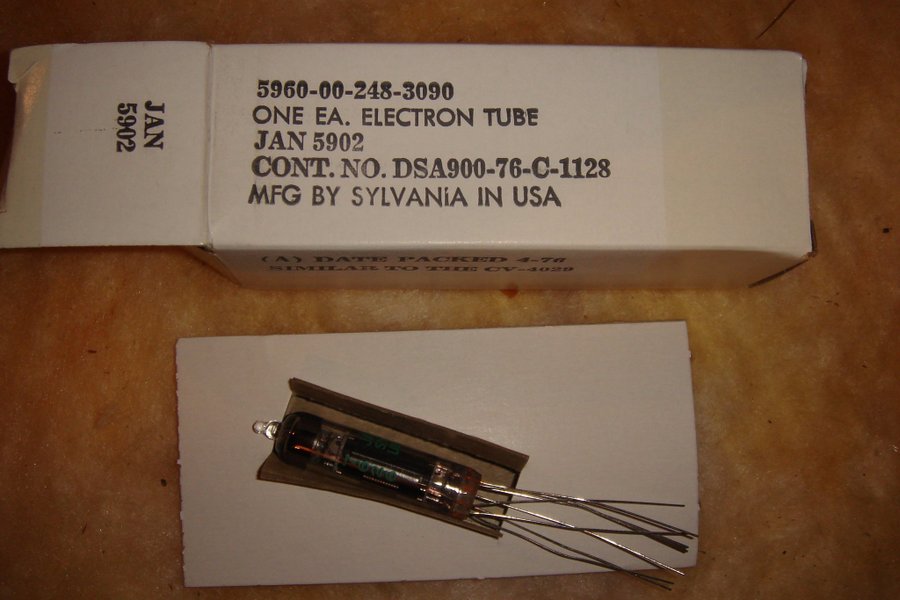 JAN
5902
5960-00-248-3090
ONE EA. ELECTRON TUBE
JAN 5902
CONT. NO. DSA900-76-C-1128
MFG BY SYLVANIA IN USA
(A) DATE PACKED 4-76
SIMILAR TO THE CV-4029